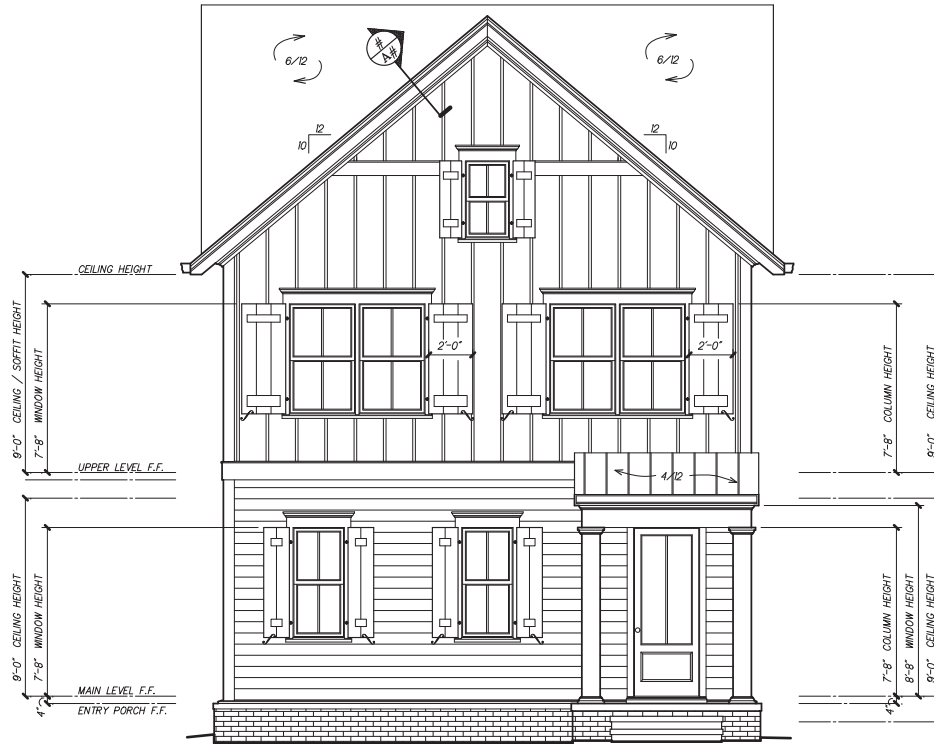 6/12
6/12
#
A#
12
10
12
10
CEILING HEIGHT
9'-0" CEILING / SOFFIT HEIGHT
7'-8" WINDOW HEIGHT
2'-0"
2'-0"
7'-8" COLUMN HEIGHT
9'-0" CEILING HEIGHT
UPPER LEVEL F.F.
4/12
9'-0" CEILING HEIGHT
7'-8" WINDOW HEIGHT
7'-8" COLUMN HEIGHT
8'-8" WINDOW HEIGHT
9'-0" CEILING HEIGHT
MAIN LEVEL F.F.
4"
ENTRY PORCH F.F.
4"